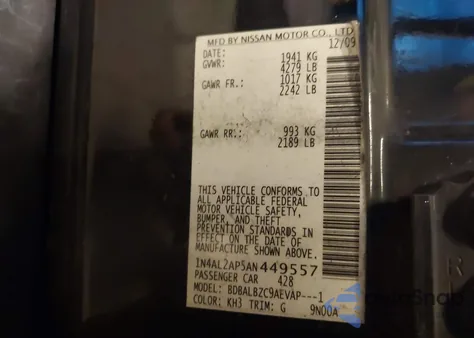 MFD BY NISSAN MOTOR CO., LTD
DATE: 12/09
GVWR: 1941 KG
4279 LB
GAWR FR.: 1017 KG
2242 LB
GAWR RR.: 993 KG
2189 LB
THIS VEHICLE CONFORMS TO
ALL APPLICABLE FEDERAL
MOTOR VEHICLE SAFETY,
BUMPER, AND THEFT
PREVENTION STANDARDS IN
EFFECT ON THE DATE OF
MANUFACTURE SHOWN ABOVE.
1N4AL2AP5AN449557
PASSENGER CAR 428
MODEL: BDBALBZC9AEVAP---1
COLOR: KH3 TRIM: G 9N00A
R